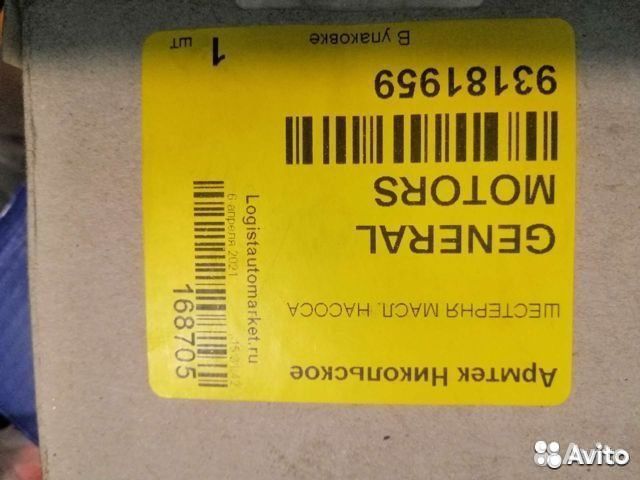 Армтек Никольское
ШЕСТЕРНЯ МАСЛ. НАСОСА
GENERAL
MOTORS
93181959
В упаковке
1 шт
Logistautomarket.ru
6 апреля 2021
168705
Avito